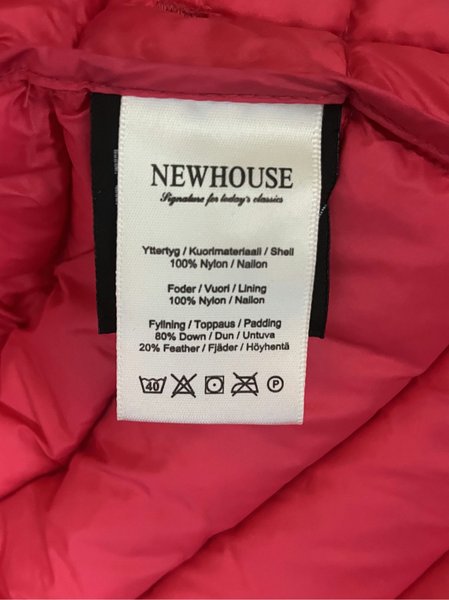 NEWHOUSE
Signature for today's classics
Yttertyg / Kuorimateriaali / Shell
100% Nylon / Nailon
Foder / Vuori / Lining
100% Nylon / Nailon
Fyllning / Toppaus / Padding
80% Down / Dun / Untuva
20% Feather / Fjäder / Höyhentä
40 P